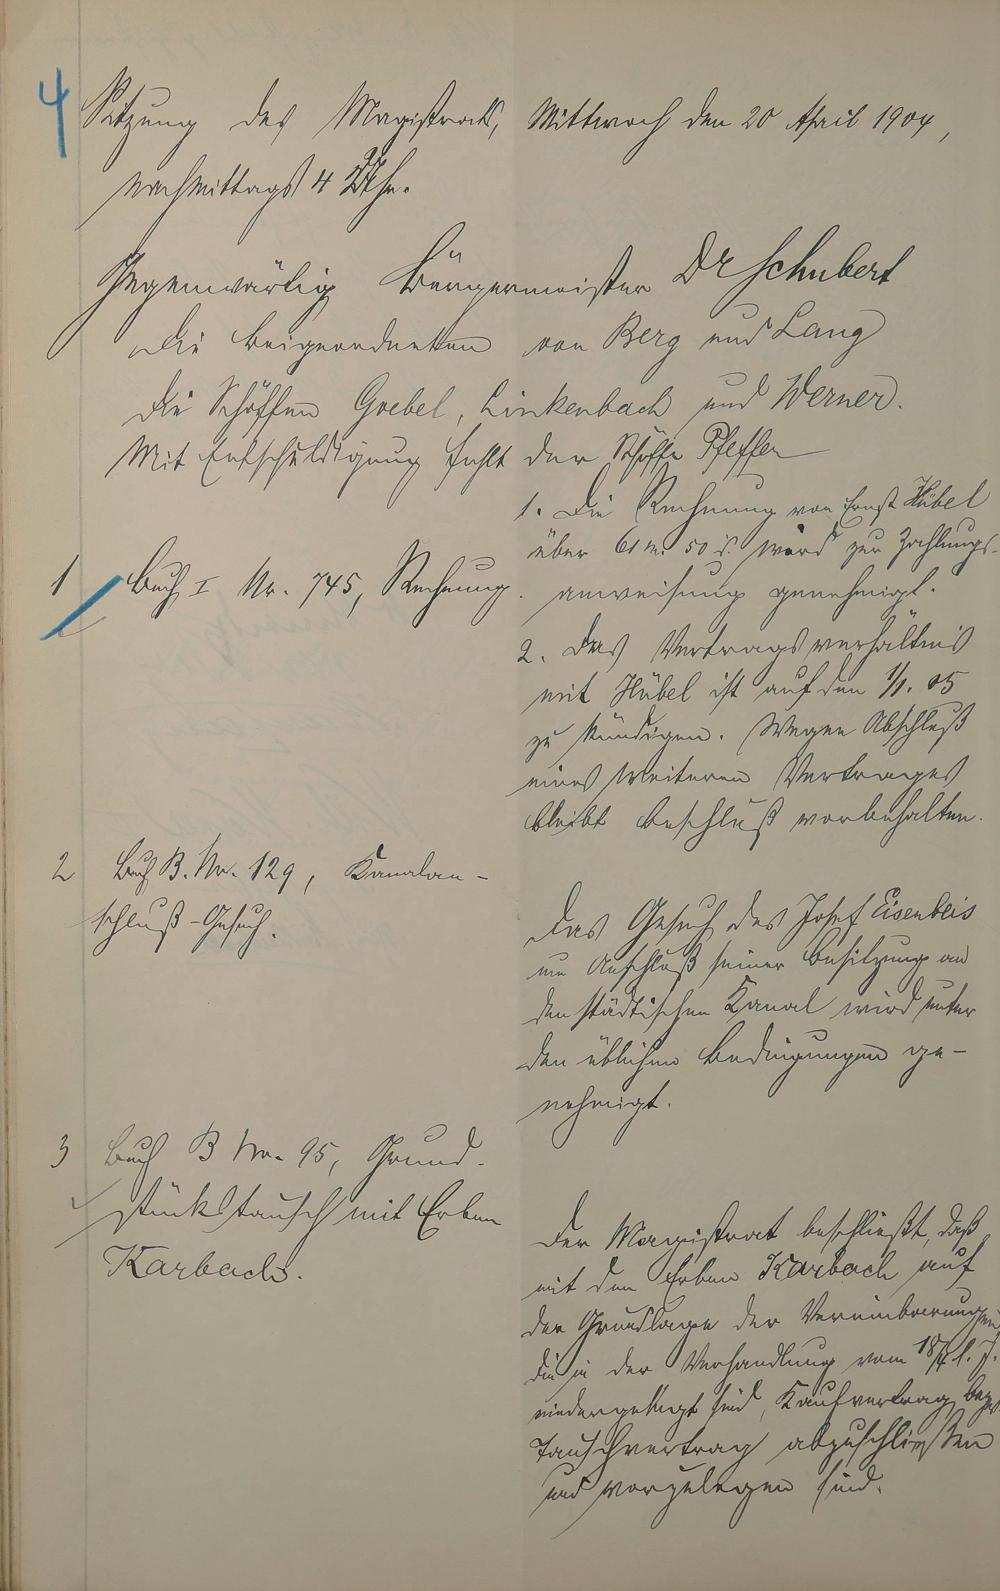 4
Sitzung des Magistrats, Mittwoch den 20 April 1904,
nachmittags 4 Uhr.
Gegenwärtig Bürgermeister Dr Schubert
die Beigeordneten von Berg und Lang
die Schöffen Goebel, Linkenbach und Werner.
Mit Entschuldigung fehlt der Schöffe Pfeffer
1 Buch I Nr. 745, Rechnung.
1. Die Rechnung von Ernst Hübel
über 61 m. 50 d. wird zur Zahlungs-
anweisung genehmigt.
2. Das Vertragsverhältnis
mit Hübel ist auf den 1/1. 05
zu kündigen. Wegen Abschluß
eines weiteren Vertrages
bleibt Beschluß vorbehalten.
2 Buch B. Nr. 129, Kanalan-
schluß-Gesuch.
Das Gesuch des Josef Eisenbeis
um Anschluß seiner Besitzung an
den städtischen Kanal wird unter
den üblichen Bedingungen ge-
nehmigt.
3 Buch B Nr. 95, Grund-
stückstausch mit Erben
Karbach.
Der Magistrat beschließt, daß
mit den Erben Karbach auf
der Grundlage der Vereinbarungen,
die in der Verhandlung vom 18/4 l. J.
niedergelegt sind, Kaufvertrag bezw
Tauschvertrag abzuschließen
und vorzulegen sind.